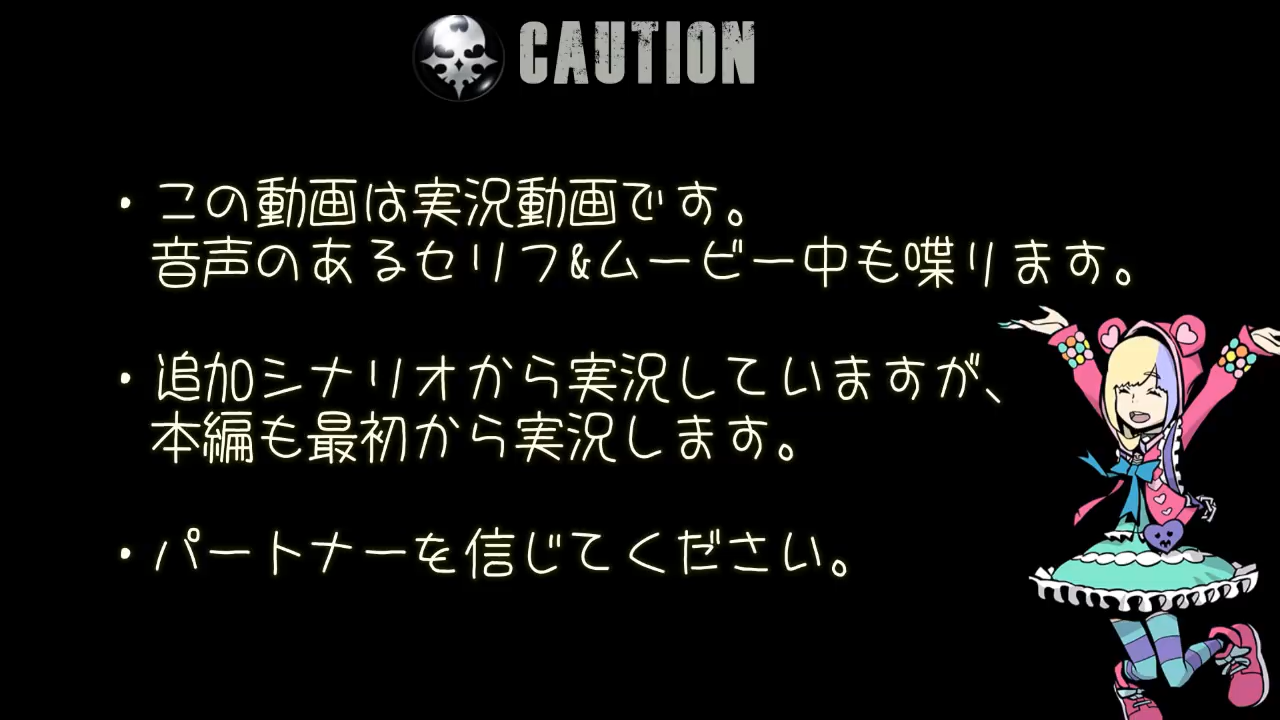 CAUTION
・この動画は実況動画です。
音声のあるセリフ&ムービー中も喋ります。
・追加シナリオから実況していますが、
本編も最初から実況します。
・パートナーを信じてください。